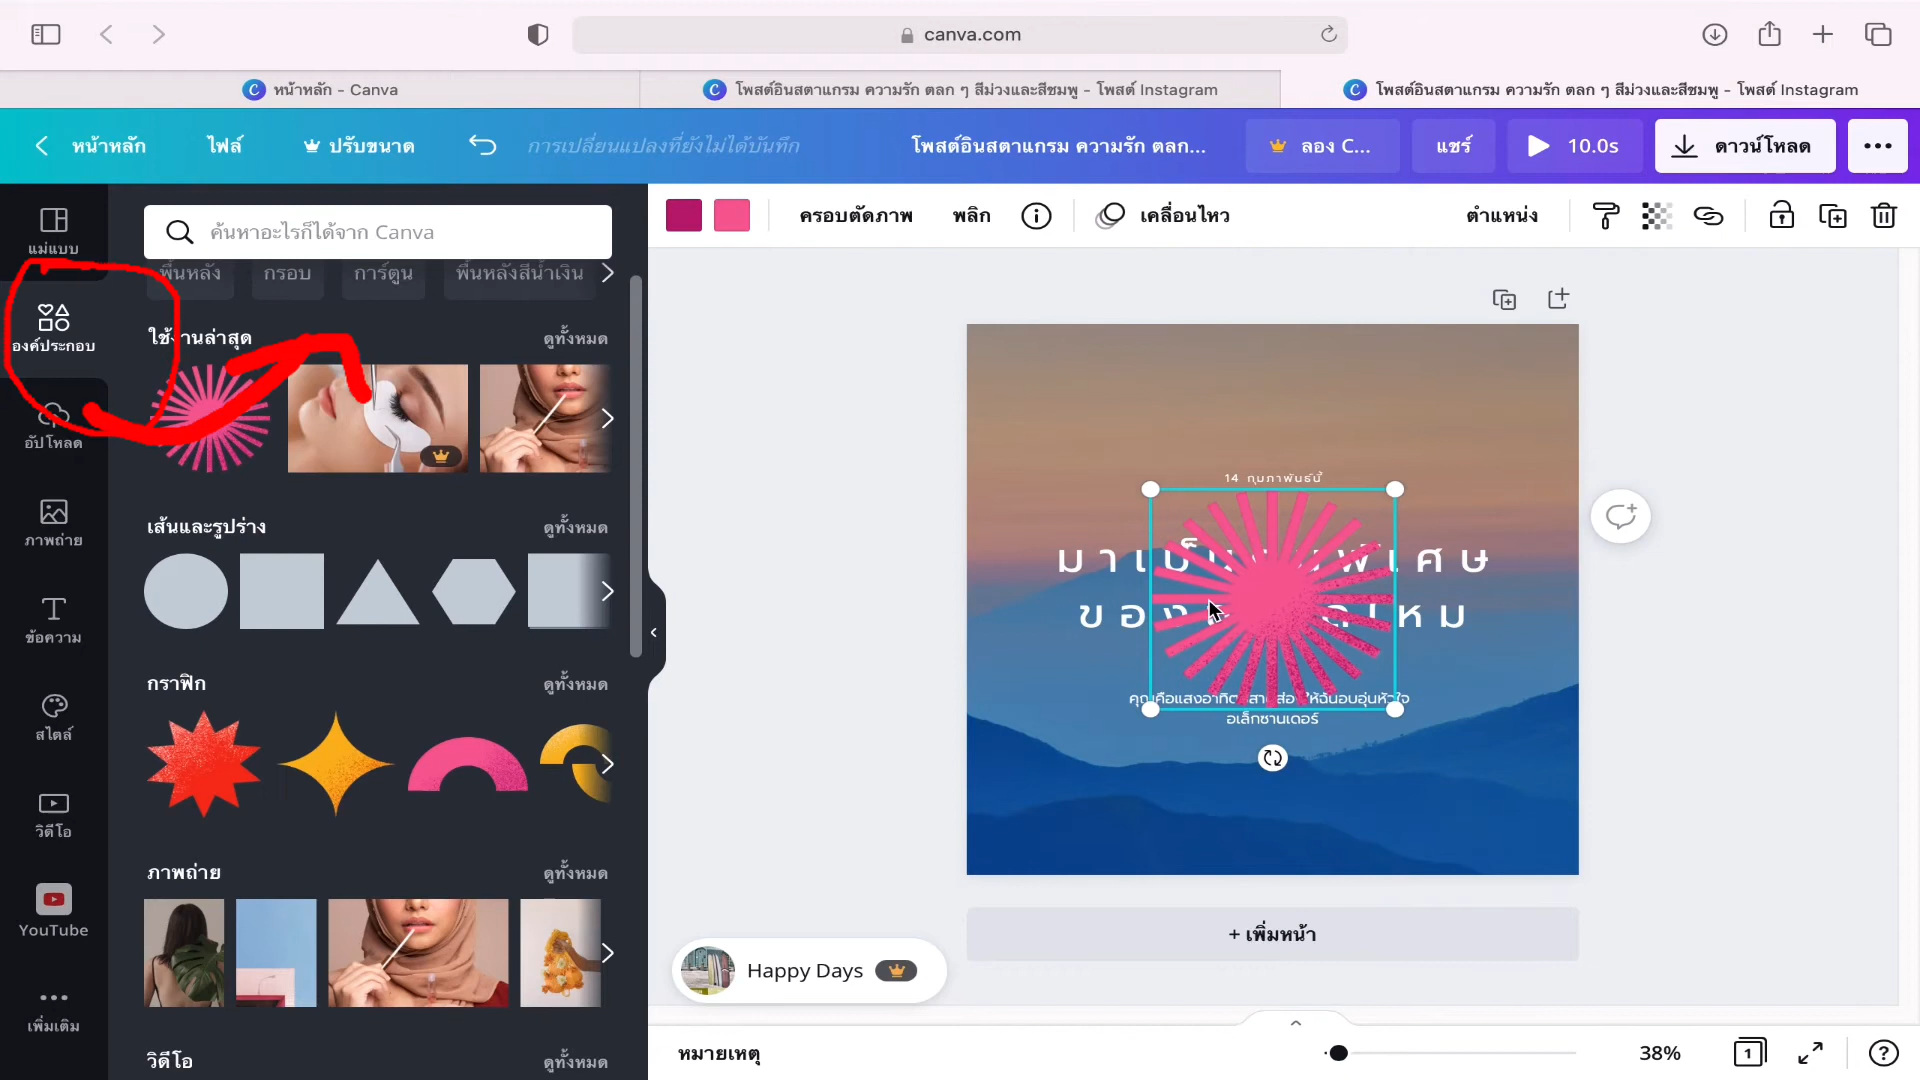 canva.com
หน้าหลัก - Canva
โพสต์อินสตาแกรม ความรัก ตลก ๆ สีม่วงและสีชมพู - โพสต์ Instagram
โพสต์อินสตาแกรม ความรัก ตลก ๆ สีม่วงและสีชมพู - โพสต์ Instagram
หน้าหลัก
ไฟล์
ปรับขนาด
การเปลี่ยนแปลงที่ยังไม่ได้บันทึก
โพสต์อินสตาแกรม ความรัก ตลก...
ลอง C...
แชร์
10.0s
ดาวน์โหลด
แม่แบบ
องค์ประกอบ
อัปโหลด
ภาพถ่าย
ข้อความ
สไตล์
วิดีโอ
YouTube
เพิ่มเติม
ค้นหาอะไรก็ได้จาก Canva
พื้นหลัง
กรอบ
การ์ตูน
พื้นหลังสีน้ำเงิน
ใช้งานล่าสุด
ดูทั้งหมด
เส้นและรูปร่าง
ดูทั้งหมด
กราฟิก
ดูทั้งหมด
ภาพถ่าย
ดูทั้งหมด
วิดีโอ
ดูทั้งหมด
ครอบตัดภาพ
พลิก
เคลื่อนไหว
ตำแหน่ง
14 กุมภาพันธ์นี้
อเล็กซานเดอร์
+ เพิ่มหน้า
Happy Days
หมายเหตุ
38%
1